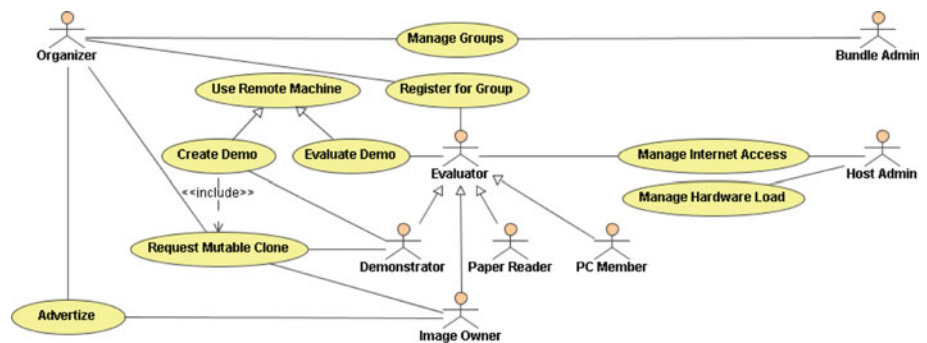 Manage Groups
Organizer
Bundle Admin
Use Remote Machine
Register for Group
Create Demo
Evaluate Demo
Manage Internet Access
Evaluator
Host Admin
<<include>>
Manage Hardware Load
Request Mutable Clone
Demonstrator
Paper Reader
PC Member
Advertize
Image Owner